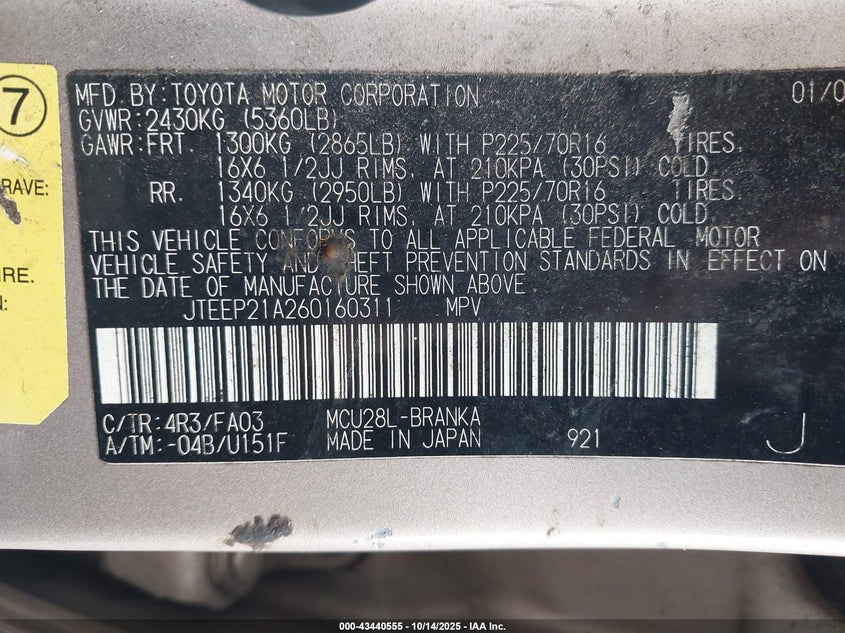 7
MFD. BY: TOYOTA MOTOR CORPORATION 01/0
GVWR: 2430KG (5360LB)
GAWR: FRT. 1300KG (2865LB) WITH P225/70R16 TIRES,
16X6 1/2JJ RIMS, AT 210KPA (30PSI) COLD.
RR. 1340KG (2950LB) WITH P225/70R16 TIRES,
16X6 1/2JJ RIMS, AT 210KPA (30PSI) COLD.
THIS VEHICLE CONFORMS TO ALL APPLICABLE FEDERAL MOTOR
VEHICLE SAFETY AND THEFT PREVENTION STANDARDS IN EFFECT ON
THE DATE OF MANUFACTURE SHOWN ABOVE.
JTEEP21A260160311 MPV
C/TR: 4R3/FA03 MCU28L-BRANKA
A/TM: -04B/U151F MADE IN JAPAN 921 J
RAVE:
IRE.
N:
000-43440555 - 10/14/2025 - IAA Inc.